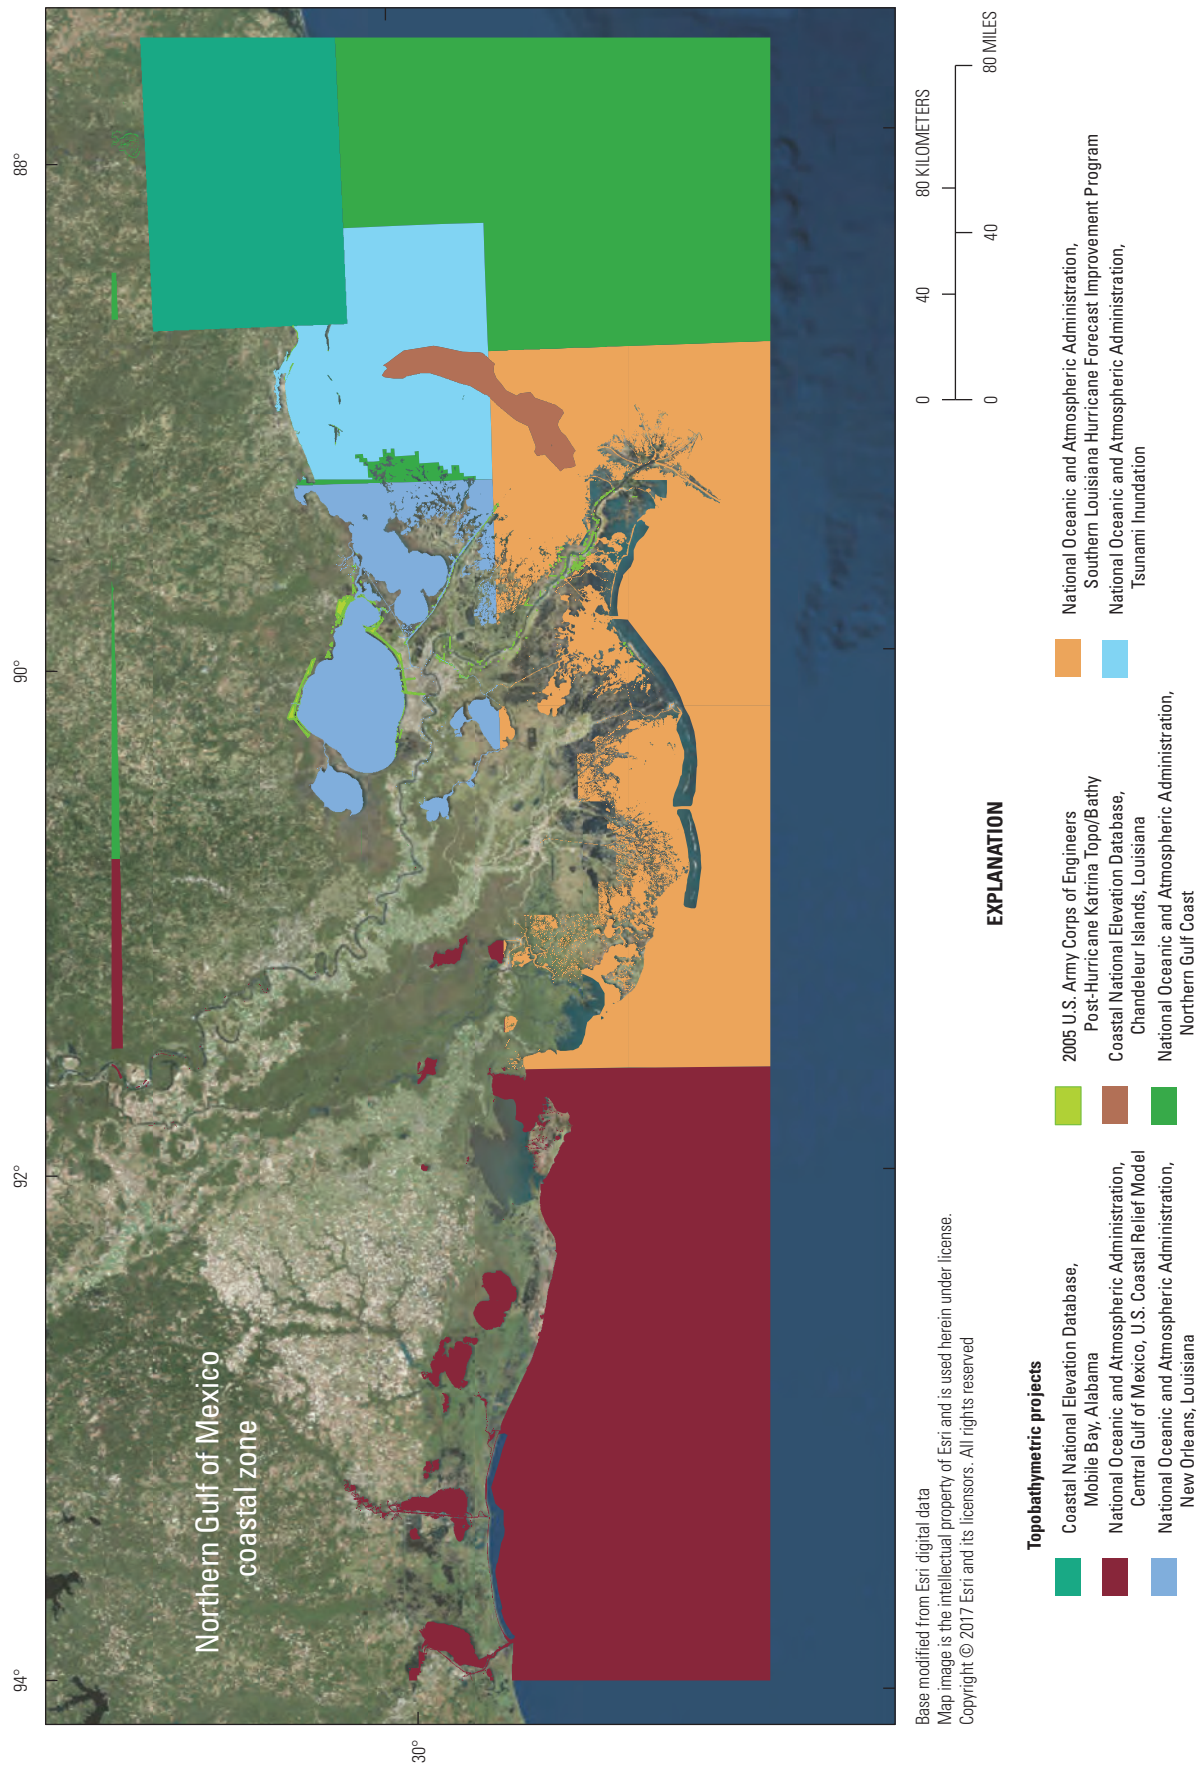 94°
92°
90°
88°
30°
Northern Gulf of Mexico
coastal zone
Base modified from Esri digital data
Map image is the intellectual property of Esri and is used herein under license.
Copyright © 2017 Esri and its licensors. All rights reserved
0 40 80 KILOMETERS
0 40 80 MILES
EXPLANATION
Topobathymetric projects
Coastal National Elevation Database,
Mobile Bay, Alabama
National Oceanic and Atmospheric Administration,
Central Gulf of Mexico, U.S. Coastal Relief Model
National Oceanic and Atmospheric Administration,
New Orleans, Louisiana
2005 U.S. Army Corps of Engineers
Post-Hurricane Katrina Topo/Bathy
Coastal National Elevation Database,
Chandeleur Islands, Louisiana
National Oceanic and Atmospheric Administration,
Northern Gulf Coast
National Oceanic and Atmospheric Administration,
Southern Louisiana Hurricane Forecast Improvement Program
National Oceanic and Atmospheric Administration,
Tsunami Inundation